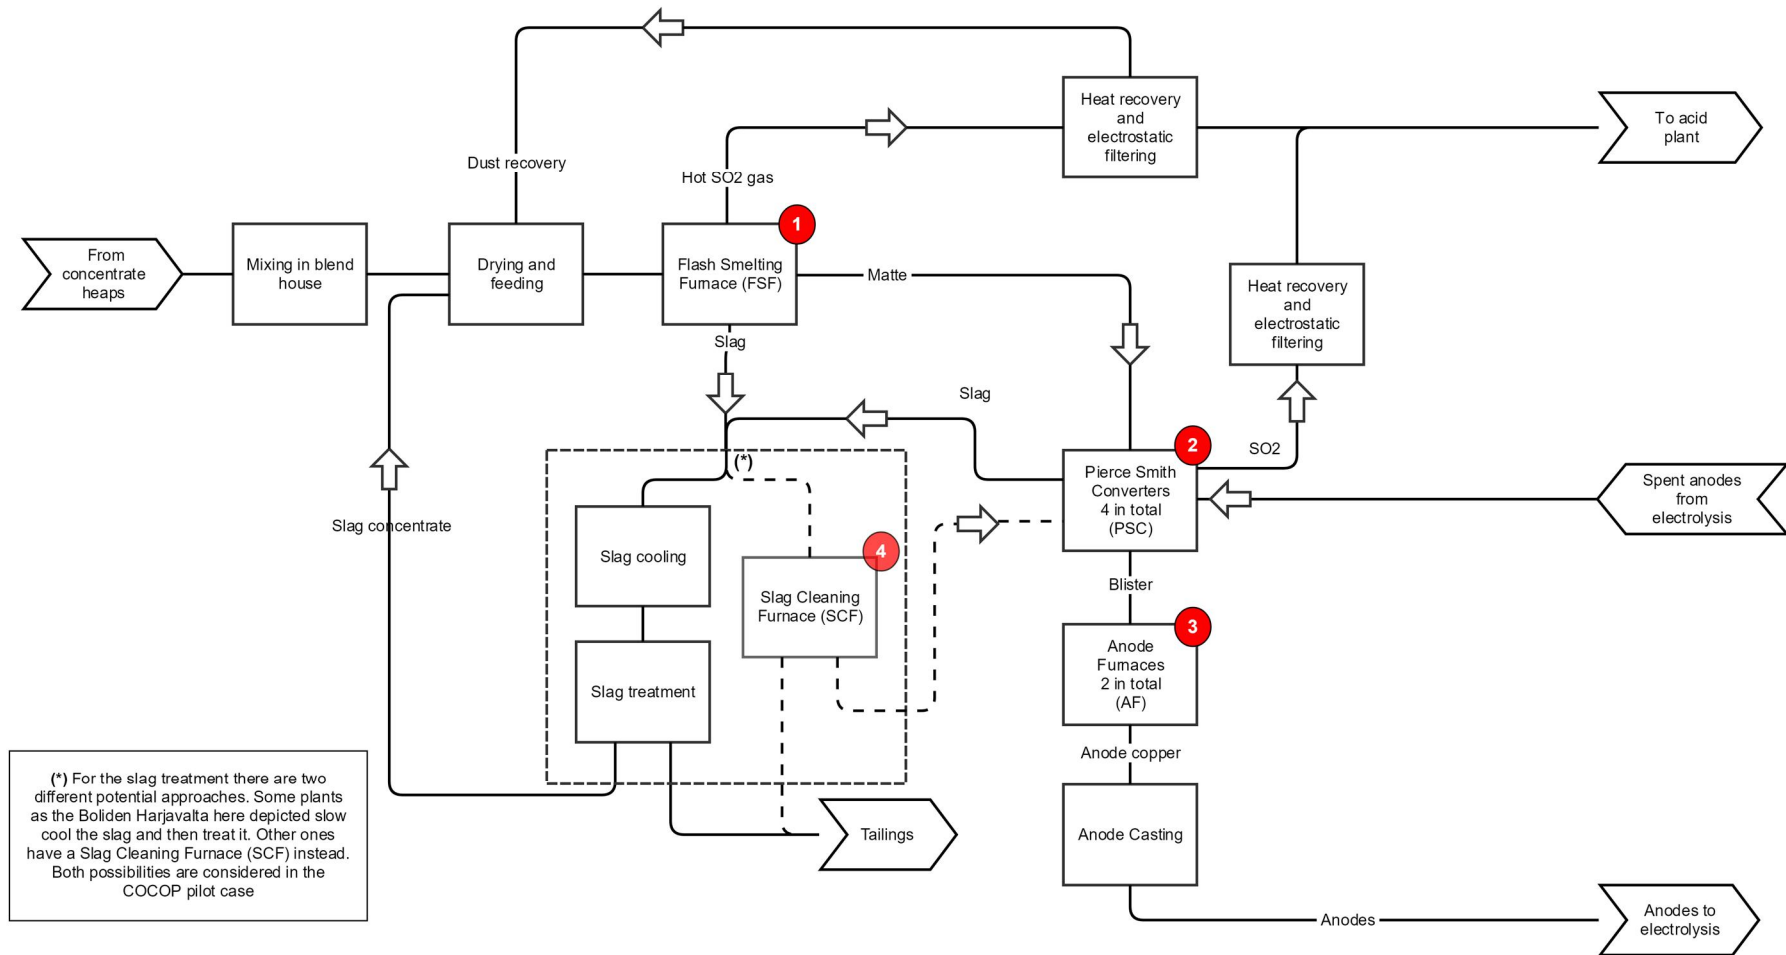 Heat recovery
and
electrostatic
filtering
To acid
plant
Dust recovery
Hot SO2 gas
1
From
concentrate
heaps
Mixing in blend
house
Drying and
feeding
Flash Smelting
Furnace (FSF)
Matte
Heat recovery
and
electrostatic
filtering
Slag
Slag
2
SO2
(*)
Pierce Smith
Converters
4 in total
(PSC)
Spent anodes
from
electrolysis
Slag concentrate
Slag cooling
4
Slag Cleaning
Furnace (SCF)
Blister
3
Anode
Furnaces
2 in total
(AF)
Slag treatment
Anode copper
(*) For the slag treatment there are two
different potential approaches. Some plants
as the Boliden Harjavalta here depicted slow
cool the slag and then treat it. Other ones
have a Slag Cleaning Furnace (SCF) instead.
Both possibilities are considered in the
COCOP pilot case
Tailings
Anode Casting
Anodes
Anodes to
electrolysis